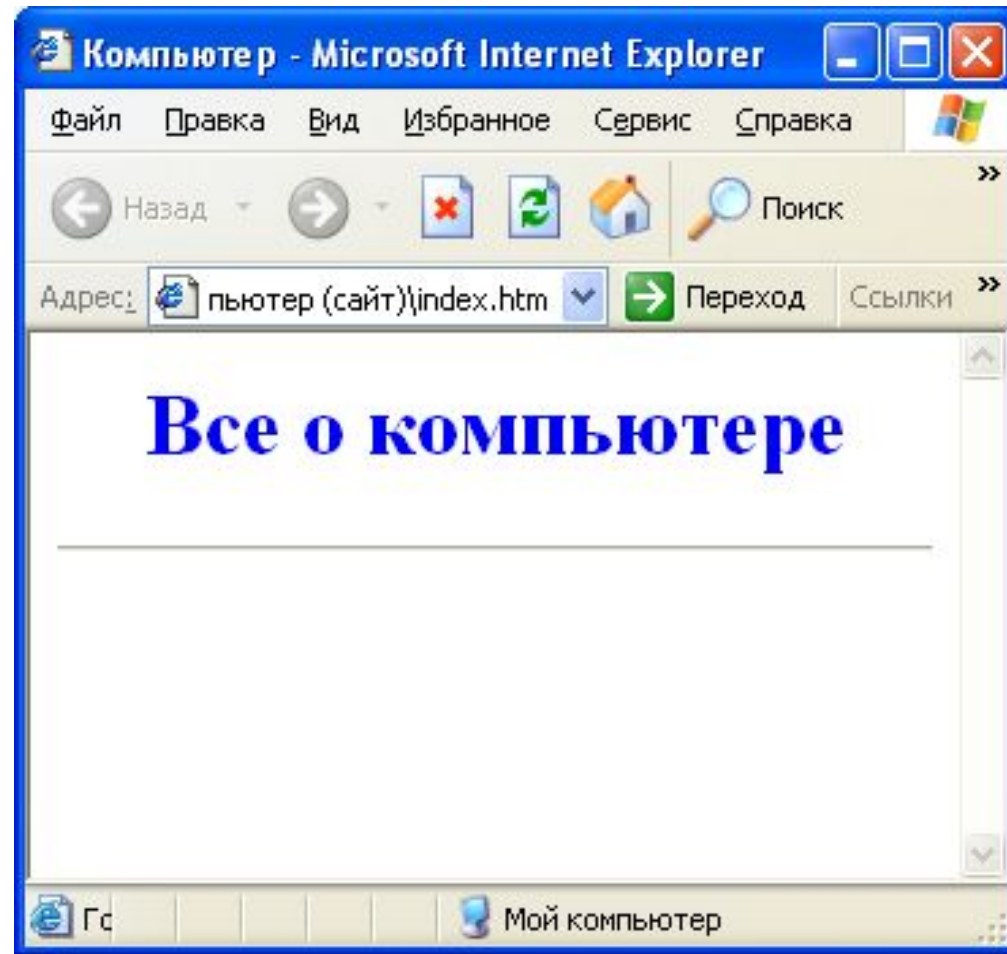 Компьютер - Microsoft Internet Explorer
Файл Правка Вид Избранное Сервис Справка
Назад Поиск »
Адрес: пьютер (сайт)\index.htm Переход Ссылки »
Все о компьютере
Гс Мой компьютер